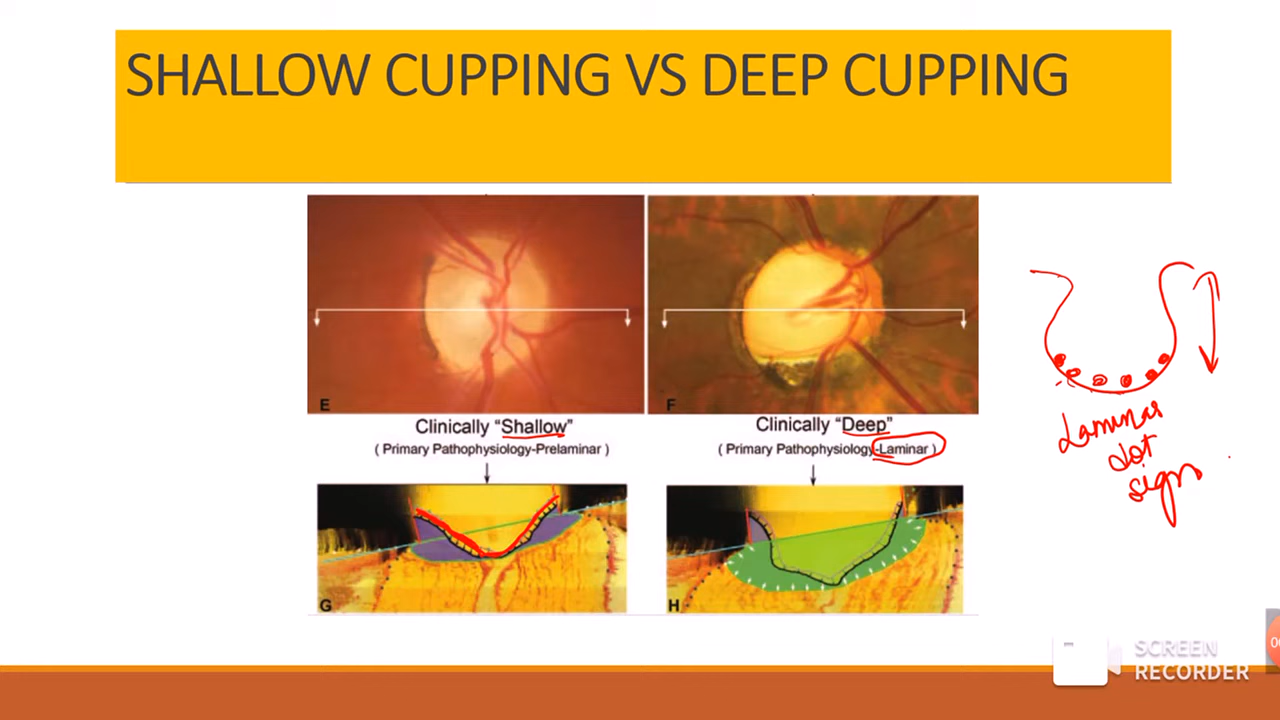 SHALLOW CUPPING VS DEEP CUPPING
E
F
Clinically “Shallow”
( Primary Pathophysiology-Prelaminar )
Clinically “Deep”
( Primary Pathophysiology-Laminar )
Laminar
dot
sign
G
H
SCREEN
RECORDER